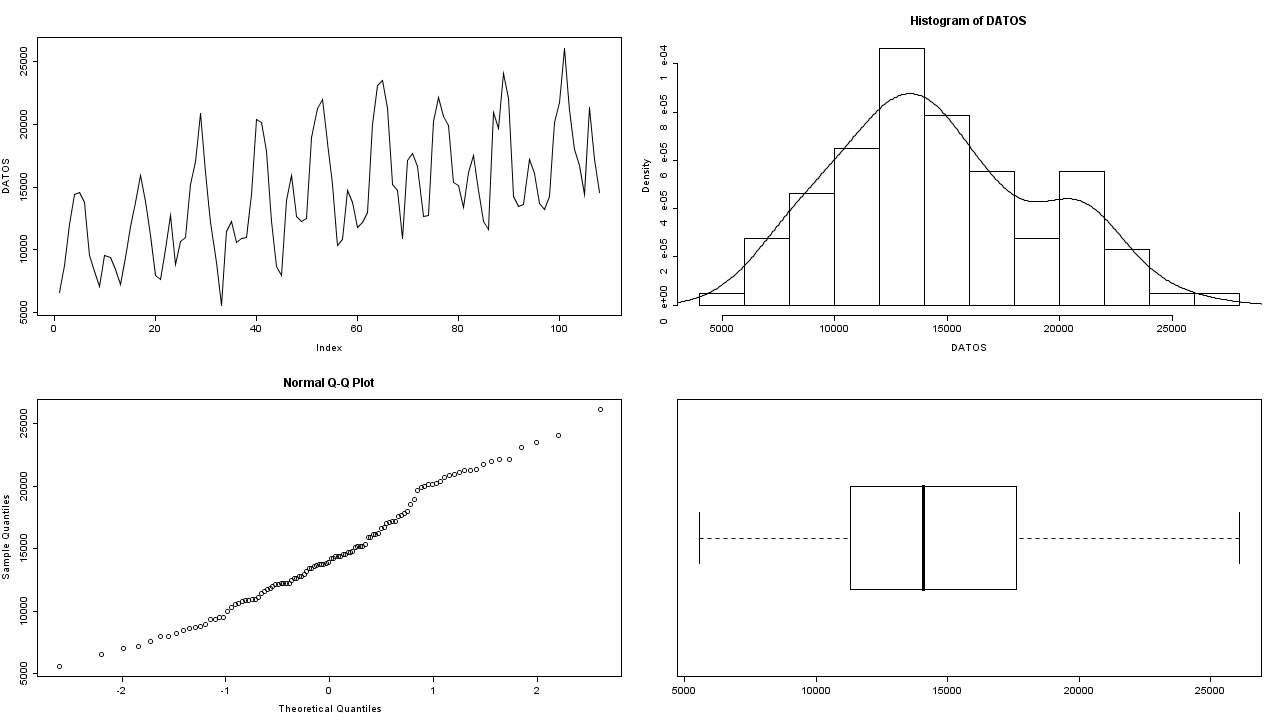 25000
20000
15000
10000
5000
DATOS
0
20
40
60
80
100
Index
Histogram of DATOS
1 e-04
8 e-05
6 e-05
4 e-05
2 e-05
0 e+00
Density
5000
10000
15000
20000
25000
DATOS
Normal Q-Q Plot
25000
20000
15000
10000
5000
Sample Quantiles
-2
-1
0
1
2
Theoretical Quantiles
5000
10000
15000
20000
25000